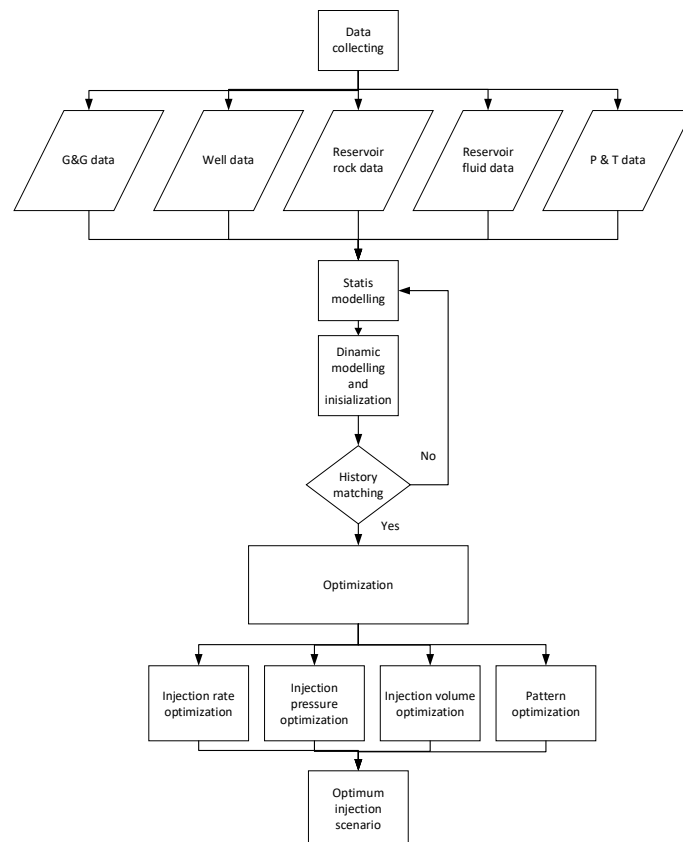 Data
collecting
G&G data
Well data
Reservoir
rock data
Reservoir
fluid data
P & T data
Statis
modelling
Dinamic
modelling
and
inisialization
No
History
matching
Yes
Optimization
Injection rate
optimization
Injection
pressure
optimization
Injection volume
optimization
Pattern
optimization
Optimum
injection
scenario